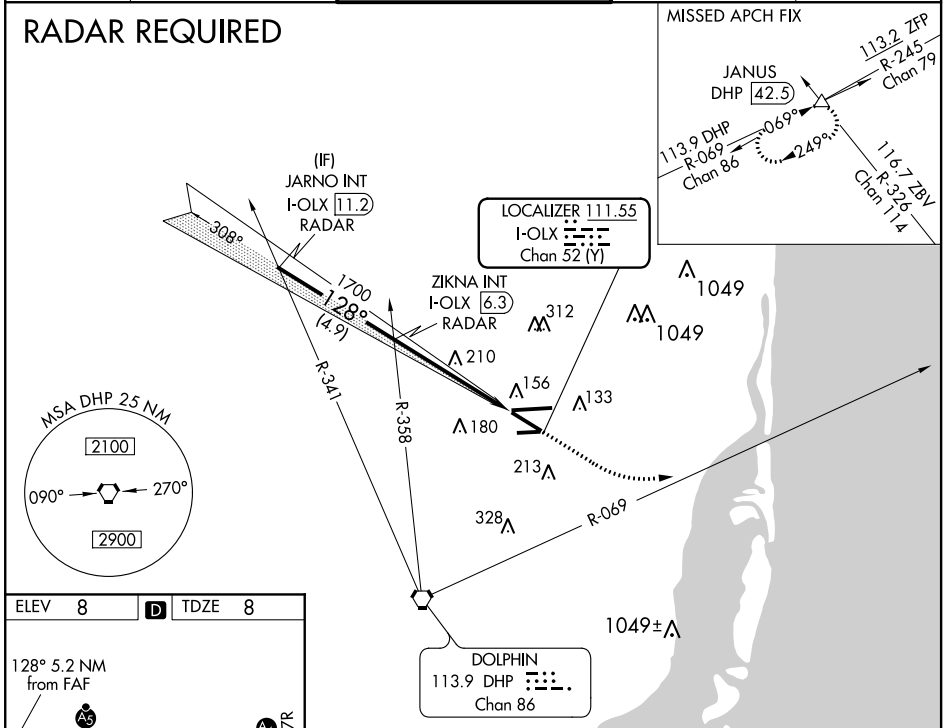 RADAR REQUIRED
MISSED APCH FIX
113.2 ZFP
R-245
Chan 79
JANUS
DHP 42.5
069°
249°
113.9 DHP
R-069
Chan 86
116.7 ZBV
R-326
Chan 114
(IF)
JARNO INT
I-OLX 11.2
RADAR
308°
1700
128°
(4.9)
LOCALIZER 111.55
I-OLX
Chan 52 (Y)
ZIKNA INT
I-OLX 6.3
RADAR
312
1049
1049
210
156
133
180
213
328
R-341
R-358
R-069
MSA DHP 25 NM
2100
090°
270°
2900
1049±
DOLPHIN
113.9 DHP
Chan 86
ELEV 8
D
TDZE 8
128° 5.2 NM
from FAF
A5
7R